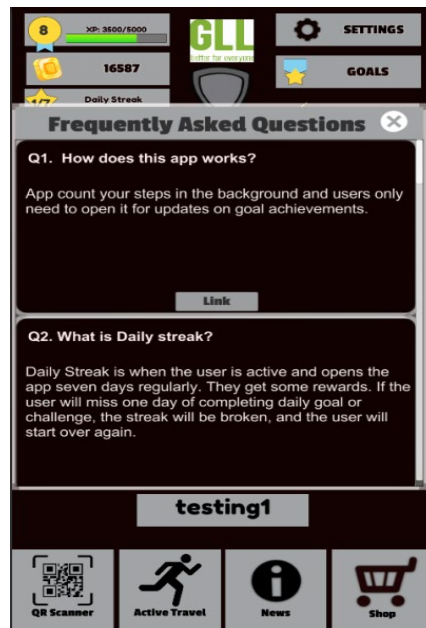 8
XP: 3500/5000
GLL
Better for everyone
SETTINGS
16587
GOALS
Daily Streak
Frequently Asked Questions
Q1. How does this app works?
App count your steps in the background and users only
need to open it for updates on goal achievements.
Link
Q2. What is Daily streak?
Daily Streak is when the user is active and opens the
app seven days regularly. They get some rewards. If the
user will miss one day of completing daily goal or
challenge, the streak will be broken, and the user will
start over again.
testing1
QR Scanner
Active Travel
News
Shop